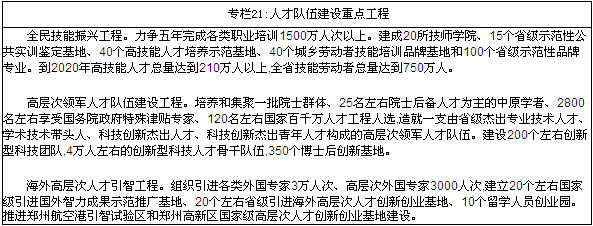 专栏21:人才队伍建设重点工程
全民技能振兴工程。力争五年完成各类职业培训1500万人次以上。建成20所技师学院、15个省级示范性公
共实训鉴定基地、40个高技能人才培养示范基地、40个城乡劳动者技能培训品牌基地和100个省级示范性品牌
专业。到2020年高技能人才总量达到210万人以上,全省技能劳动者总量达到750万人。
高层次领军人才队伍建设工程。培养和集聚一批院士群体、25名左右院士后备人才为主的中原学者、2800
名左右享受国务院政府特殊津贴专家、120名左右国家百千万人才工程人选,造就一支由省级杰出专业技术人才、
学术技术带头人、科技创新杰出人才、科技创新杰出青年人才构成的高层次领军人才队伍。建设200个左右创新
型科技团队,4万人左右的创新型科技人才骨干队伍,350个博士后创新基地。
海外高层次人才引智工程。组织引进各类外国专家3万人次、高层次外国专家3000人次,建立20个左右国家
级引进国外智力成果示范推广基地、20个左右省级引进海外高层次人才创新创业基地、10个留学人员创业园。
推进郑州航空港引智试验区和郑州高新区国家级高层次人才创新创业基地建设。